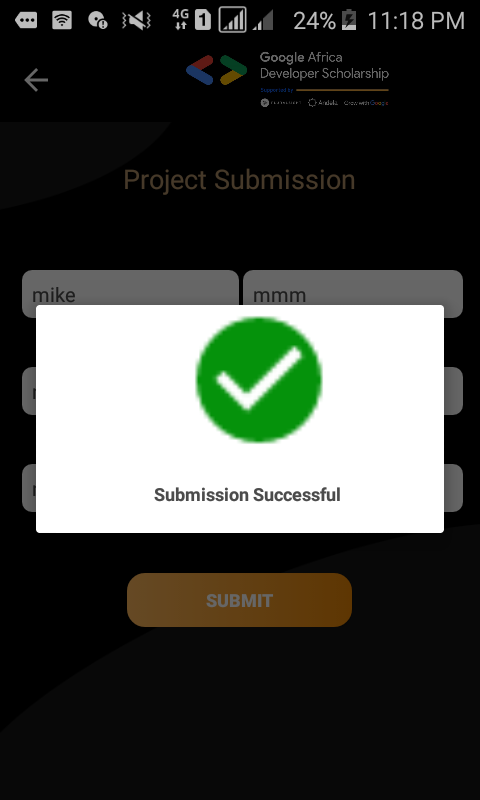 4G 1 24% 11:18 PM
Google Africa
Developer Scholarship
Supported by
PLURALSIGHT Andela Grow with Google
Project Submission
mike mmm
Submission Successful
SUBMIT